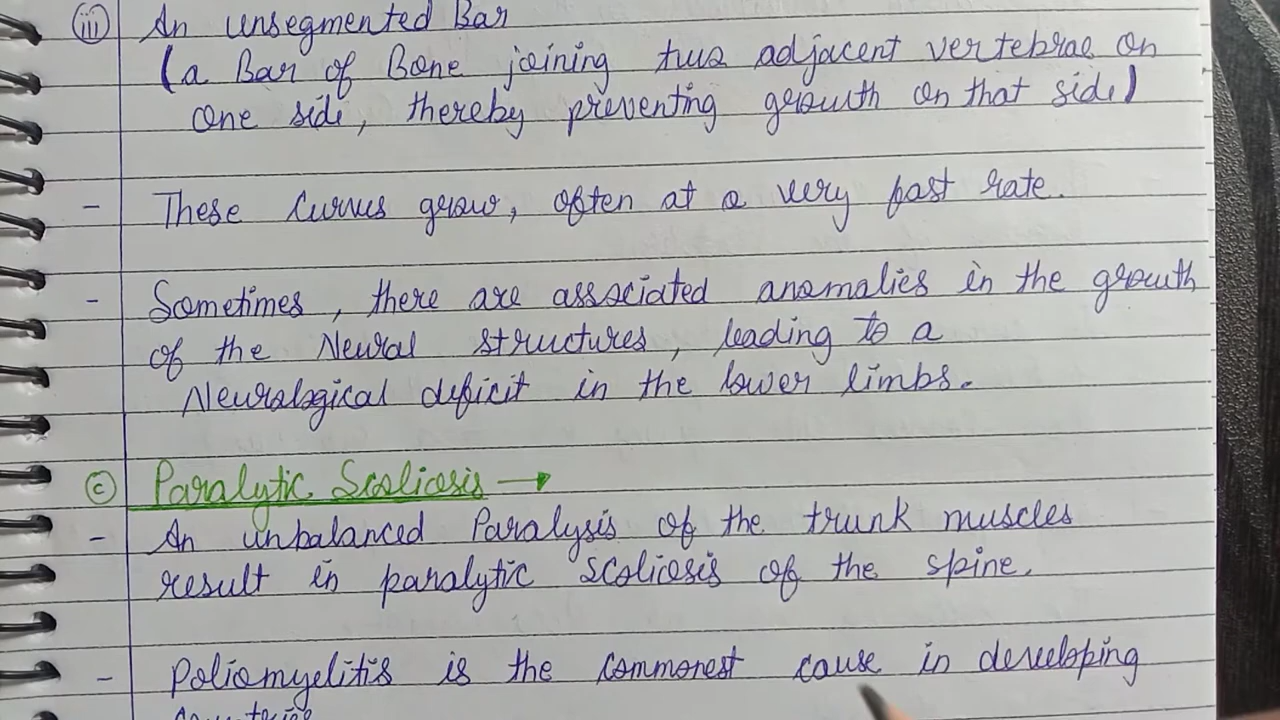 (iii) An unsegmented Bar
(a Bar of Bone joining two adjacent vertebrae on
one side, thereby preventing growth on that side)
- These curves grow, often at a very fast rate.
- Sometimes, there are associated anomalies in the growth
of the Neural structures, leading to a
Neurological deficit in the lower limbs.
(c) Paralytic Scoliosis →
- An unbalanced Paralysis of the trunk muscles
result in paralytic scoliosis of the spine.
- Poliomyelitis is the commonest cause in developing